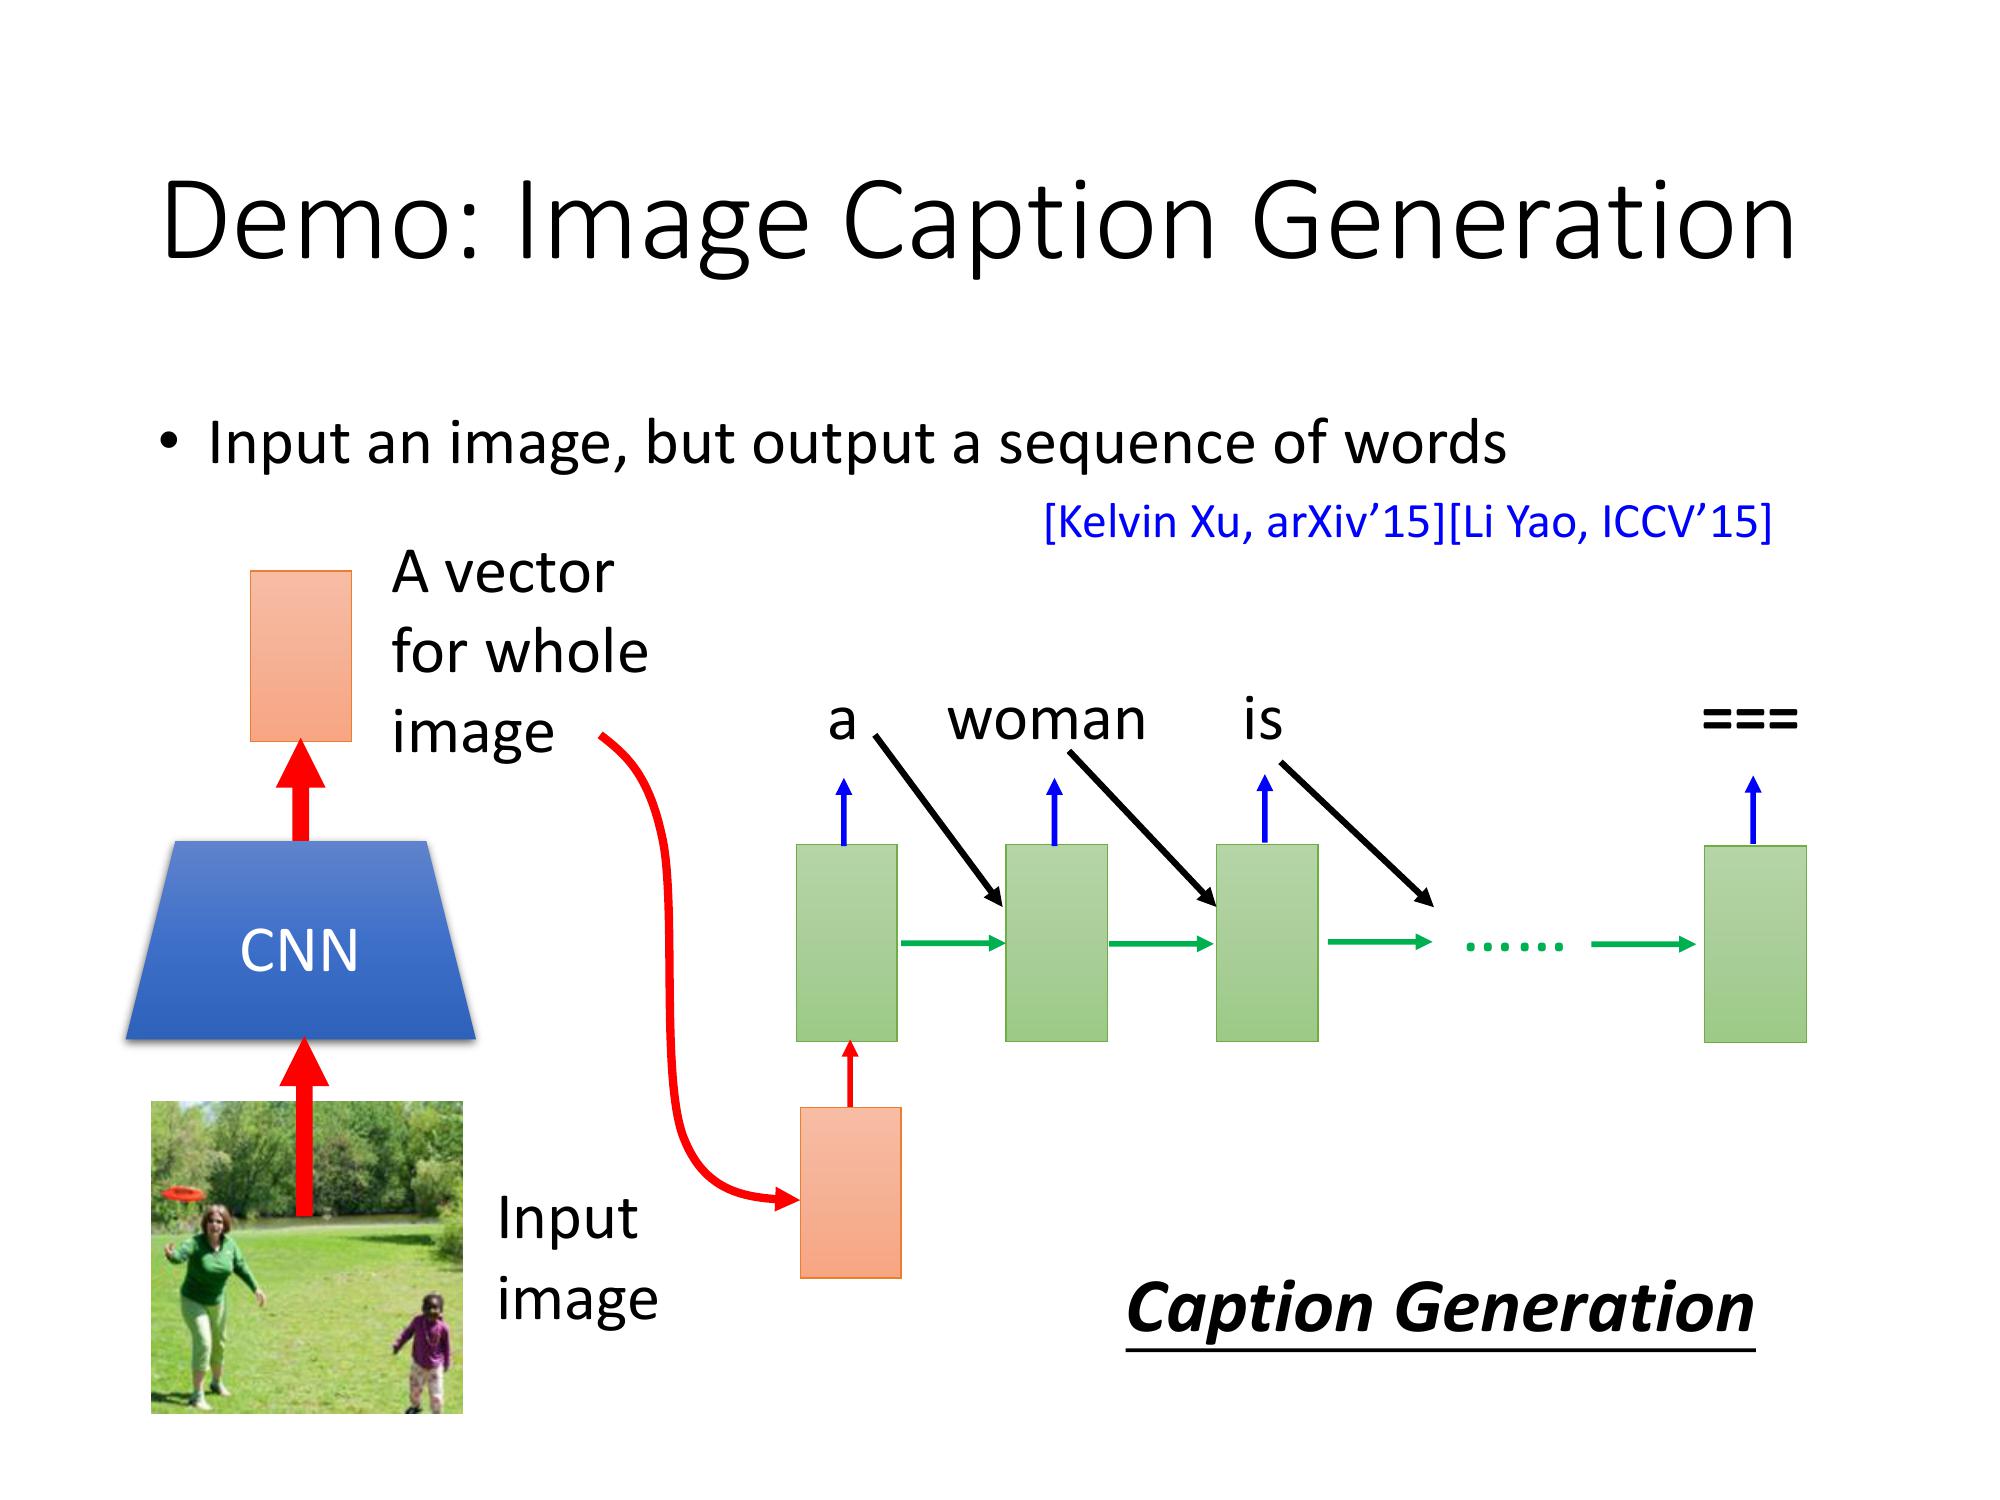 Demo: Image Caption Generation
• Input an image, but output a sequence of words
[Kelvin Xu, arXiv’15][Li Yao, ICCV’15]
A vector
for whole
image
a woman is ===
CNN
……
Input
image
Caption Generation